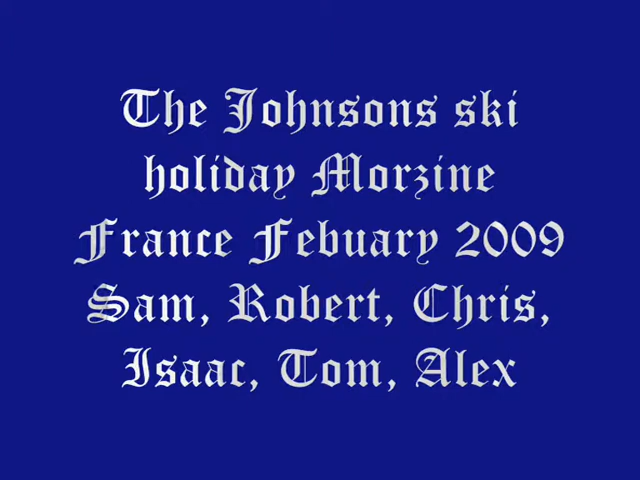 The Johnsons ski
holiday Morzine
France Febuary 2009
Sam, Robert, Chris,
Isaac, Tom, Alex